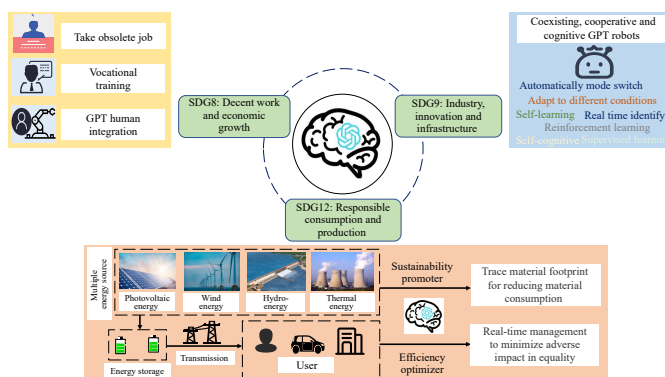 Take obsolete job
Vocational
training
GPT human
integration
SDG8: Decent work
and economic
growth
SDG9: Industry,
innovation and
infrastructure
SDG12: Responsible
consumption and
production
Coexisting, cooperative and
cognitive GPT robots
Automatically mode switch
Adapt to different conditions
Self-learning Real time identify
Reinforcement learning
Self-cognitive Supervised learning
Multiple
energy source
Photovoltaic
energy
Wind
energy
Hydro-
energy
Thermal
energy
Energy storage
Transmission
User
Sustainability
promoter
Efficiency
optimizer
Trace material footprint
for reducing material
consumption
Real-time management
to minimize adverse
impact in equality